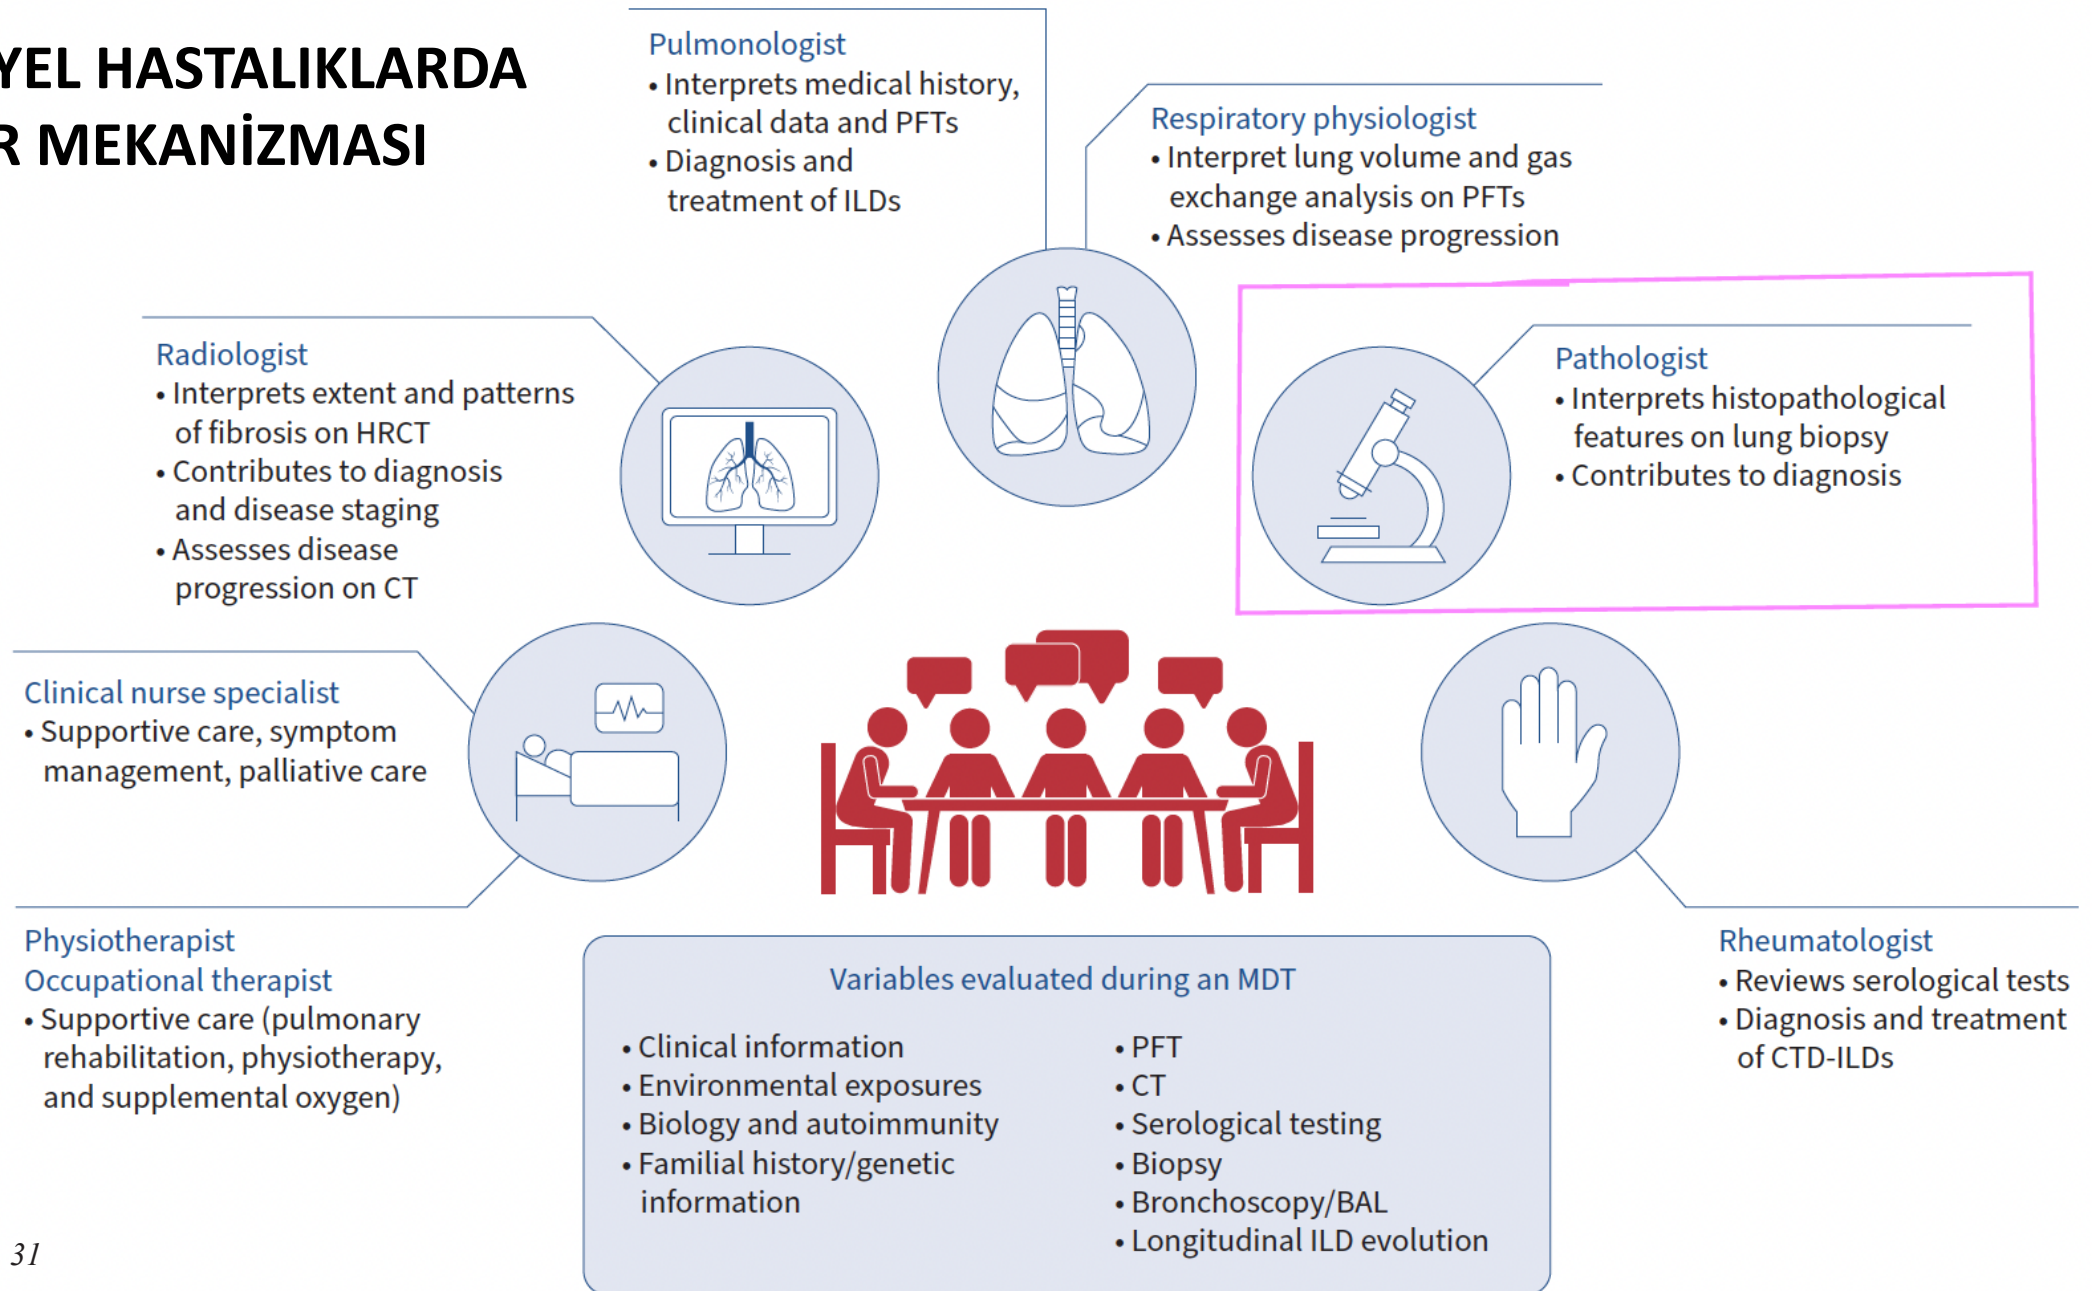 YEL HASTALIKLARDA
R MEKANİZMASI
Pulmonologist
• Interprets medical history,
clinical data and PFTs
• Diagnosis and
treatment of ILDs
Respiratory physiologist
• Interpret lung volume and gas
exchange analysis on PFTs
• Assesses disease progression
Radiologist
• Interprets extent and patterns
of fibrosis on HRCT
• Contributes to diagnosis
and disease staging
• Assesses disease
progression on CT
Pathologist
• Interprets histopathological
features on lung biopsy
• Contributes to diagnosis
Clinical nurse specialist
• Supportive care, symptom
management, palliative care
Physiotherapist
Occupational therapist
• Supportive care (pulmonary
rehabilitation, physiotherapy,
and supplemental oxygen)
Rheumatologist
• Reviews serological tests
• Diagnosis and treatment
of CTD-ILDs
Variables evaluated during an MDT
• Clinical information
• Environmental exposures
• Biology and autoimmunity
• Familial history/genetic
information
• PFT
• CT
• Serological testing
• Biopsy
• Bronchoscopy/BAL
• Longitudinal ILD evolution
31